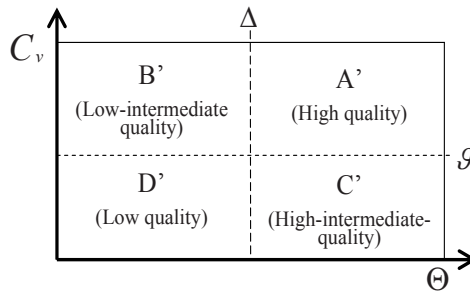 Δ
C_v
B’
(Low-intermediate
quality)
A’
(High quality)
𝒢
D’
(Low quality)
C’
(High-intermediate-
quality)
Θ